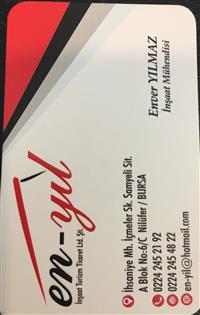 en-yıl
İnşaat Turizm Ticaret Ltd. Şti.
Enver YILMAZ
İnşaat Mühendisi
İhsaniye Mh. İçmeler Sk. Samyeli Sit.
A Blok No:6/C Nilüfer / BURSA
0224 245 21 92
0224 245 48 22
en-yil@hotmail.com